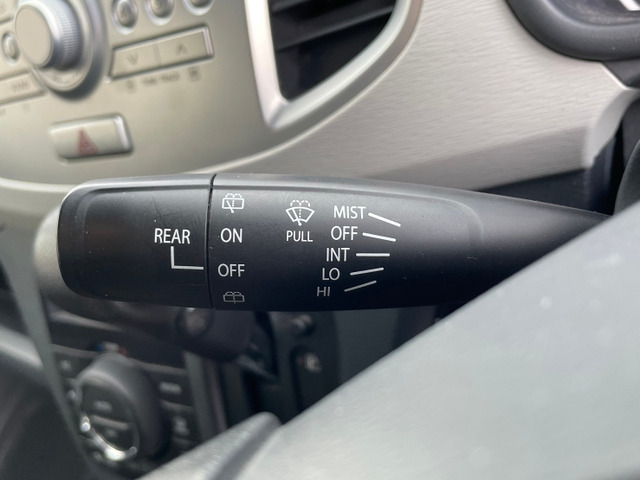 REAR
ON
OFF
PULL
MIST
OFF
INT
LO
HI